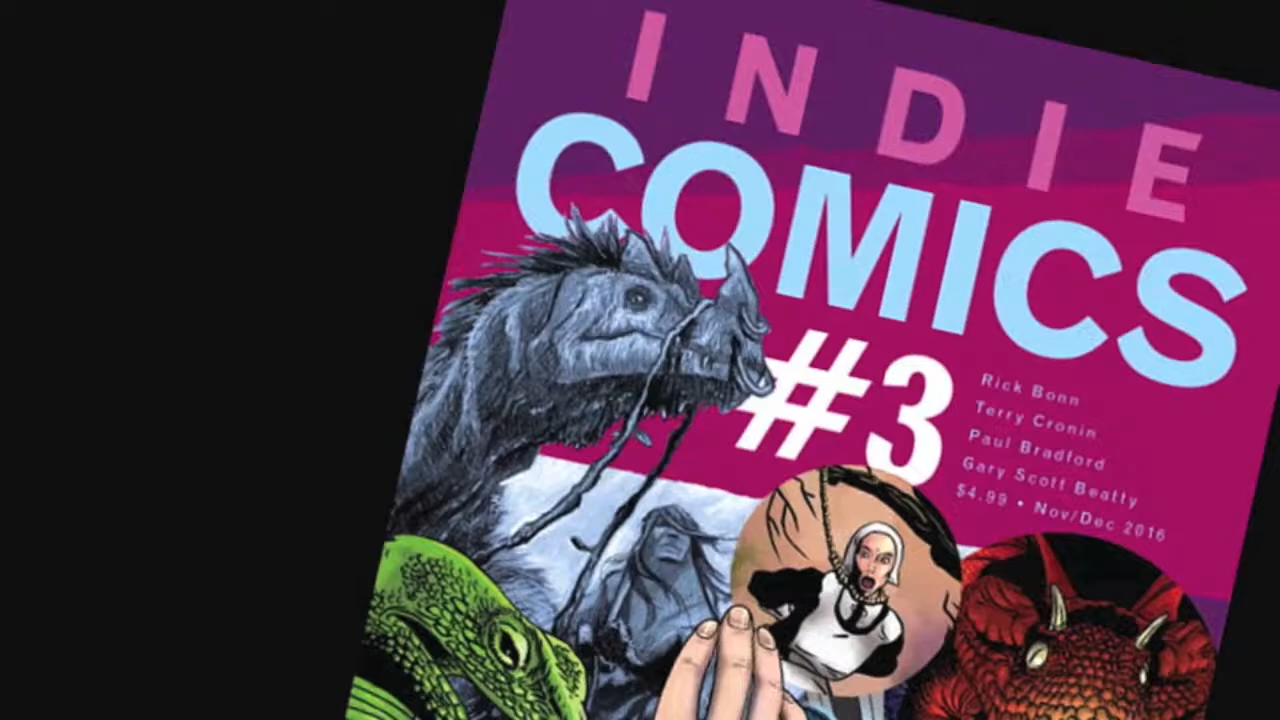 INDIE
COMICS
#3
Rick Bonn
Terry Cronin
Paul Bradford
Gary Scott Beatty
$4.99 • Nov/Dec 2016